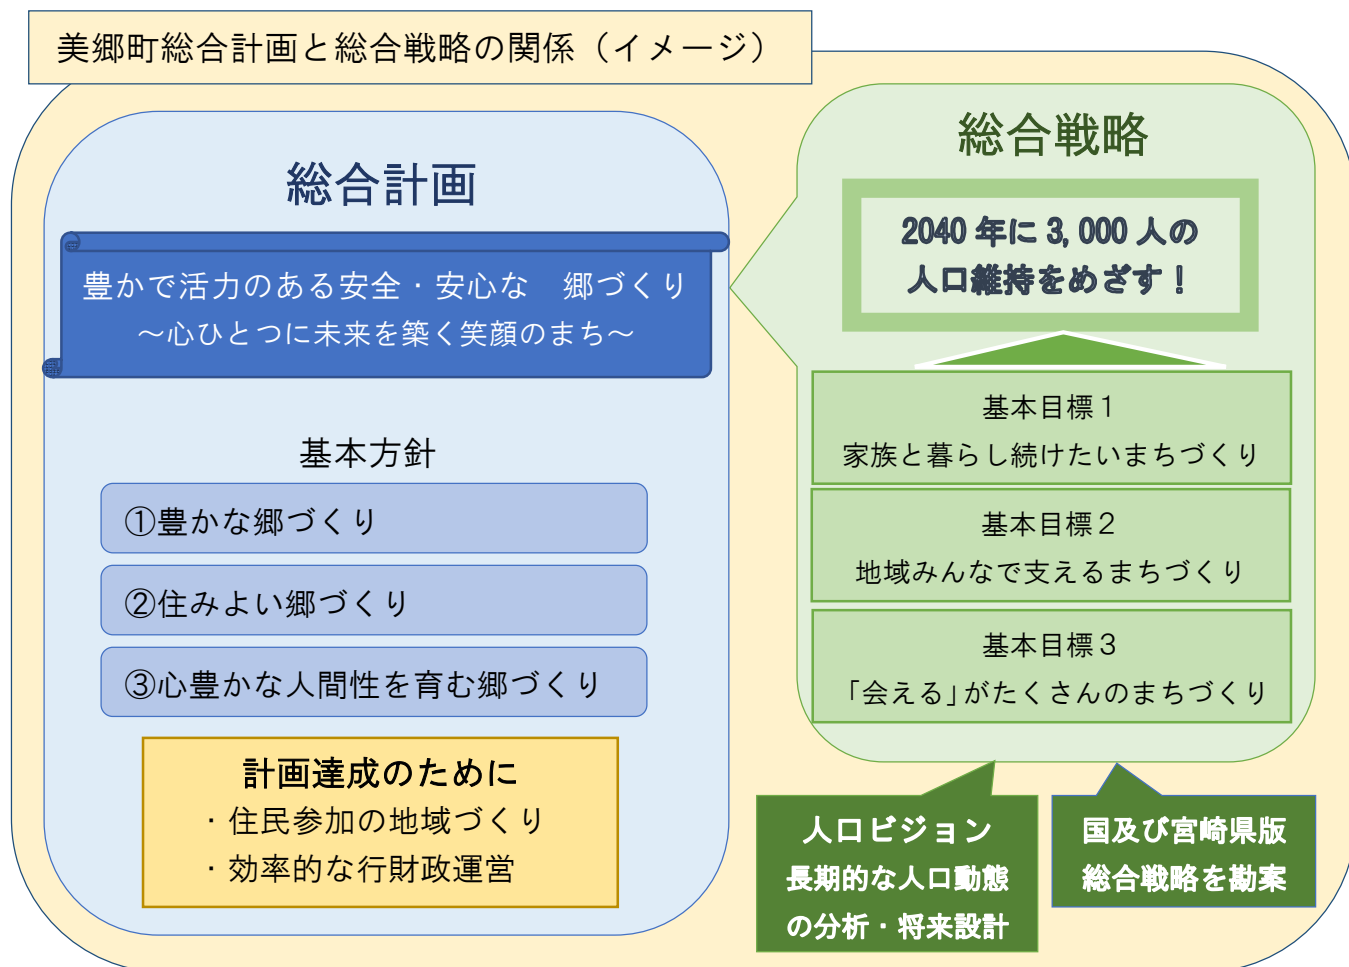 美郷町総合計画と総合戦略の関係（イメージ）
総合計画
豊かで活力のある安全・安心な　郷づくり
～心ひとつに未来を築く笑顔のまち～
基本方針
①豊かな郷づくり
②住みよい郷づくり
③心豊かな人間性を育む郷づくり
計画達成のために
・住民参加の地域づくり
・効率的な行財政運営
総合戦略
2040 年に 3,000 人の
人口維持をめざす！
基本目標１
家族と暮らし続けたいまちづくり
基本目標２
地域みんなで支えるまちづくり
基本目標３
「会える」がたくさんのまちづくり
人口ビジョン
長期的な人口動態
の分析・将来設計
国及び宮崎県版
総合戦略を勘案